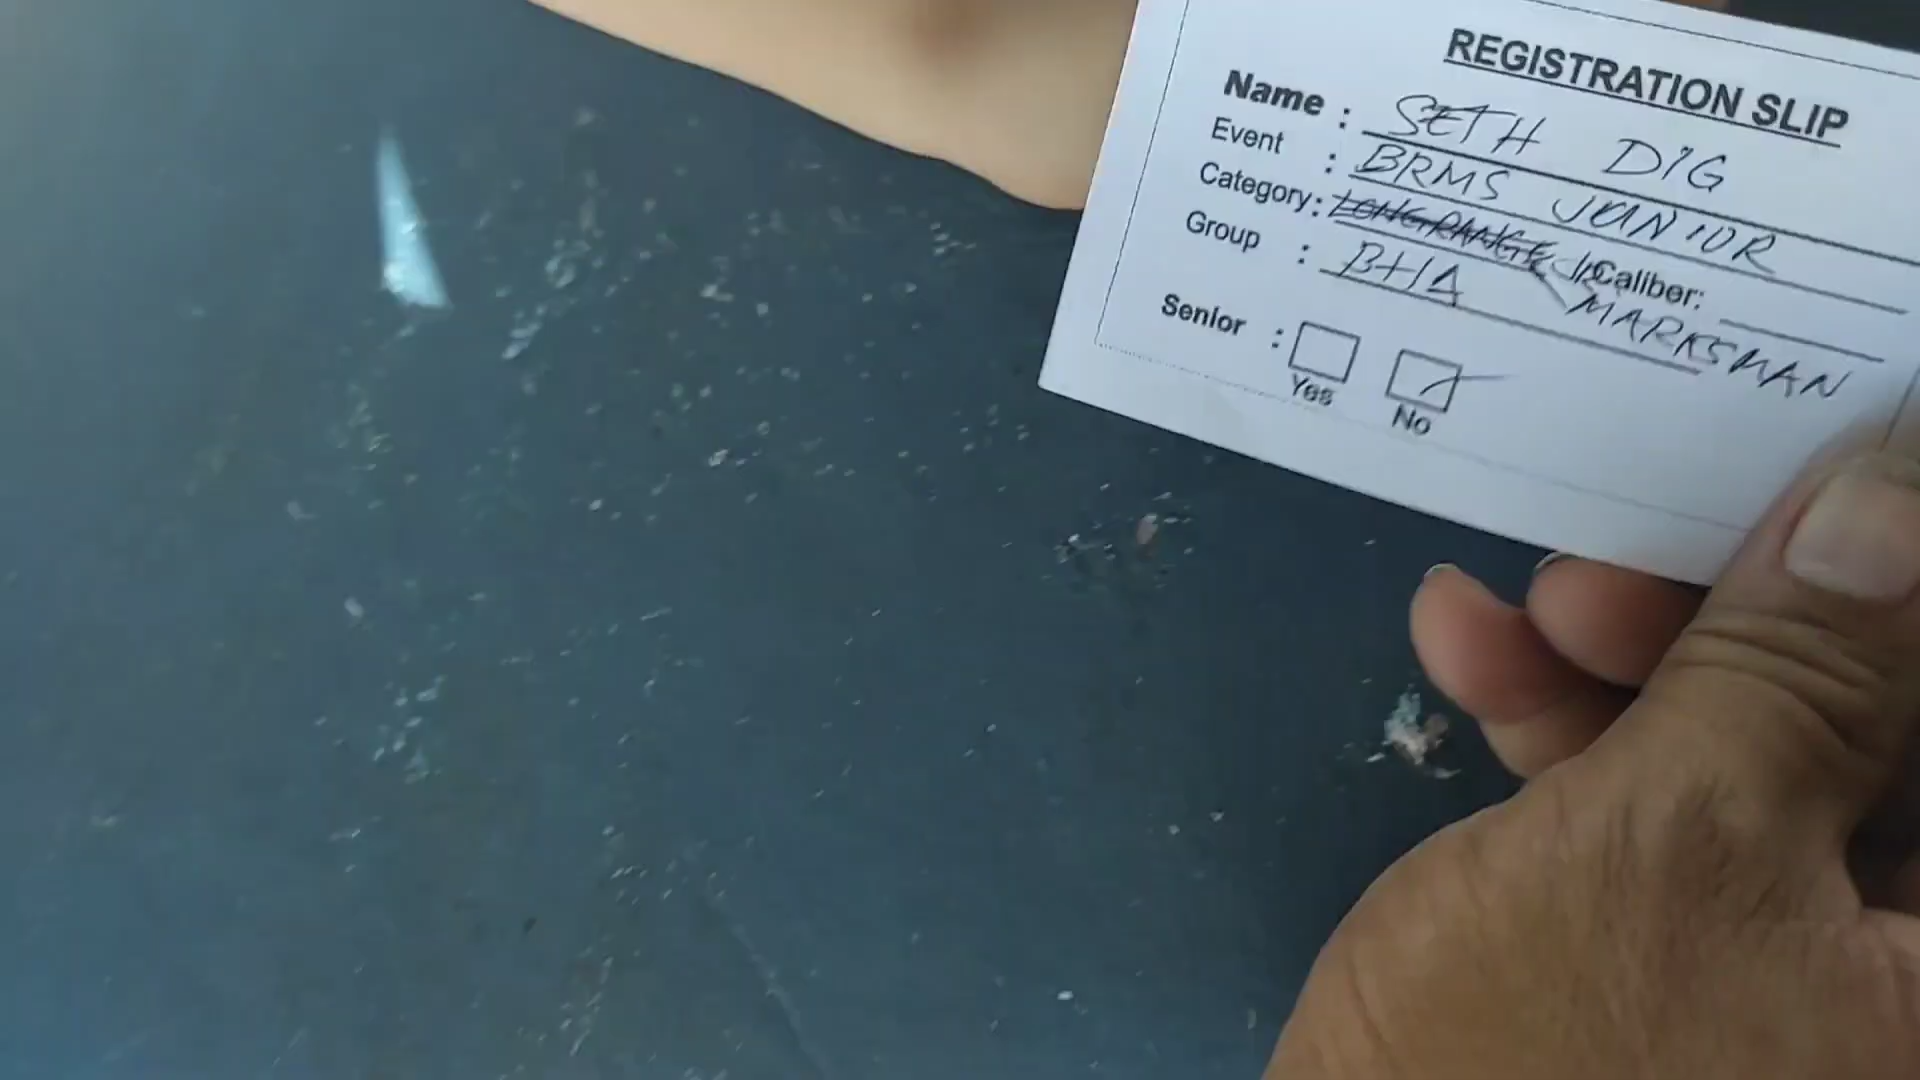 REGISTRATION SLIP
Name : SETH DIG
Event : BRMS JUNIOR
Category: LONGRANGE JR Caliber:
MARKSMAN
Group : BHA
Senior : Yes No